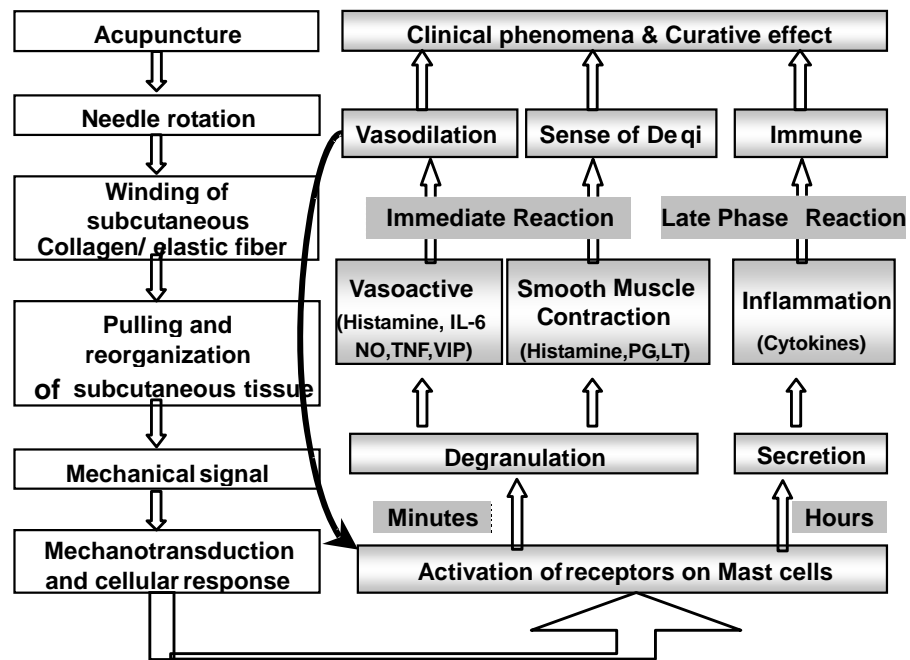 Acupuncture
Needle rotation
Winding of
subcutaneous
Collagen/ elastic fiber
Pulling and
reorganization
of subcutaneous tissue
Mechanical signal
Mechanotransduction
and cellular response
Clinical phenomena & Curative effect
Vasodilation
Sense of De qi
Immune
Immediate Reaction
Late Phase Reaction
Vasoactive
(Histamine, IL-6
NO,TNF,VIP)
Smooth Muscle
Contraction
(Histamine,PG,LT)
Inflammation
(Cytokines)
Degranulation
Secretion
Minutes
Hours
Activation of receptors on Mast cells